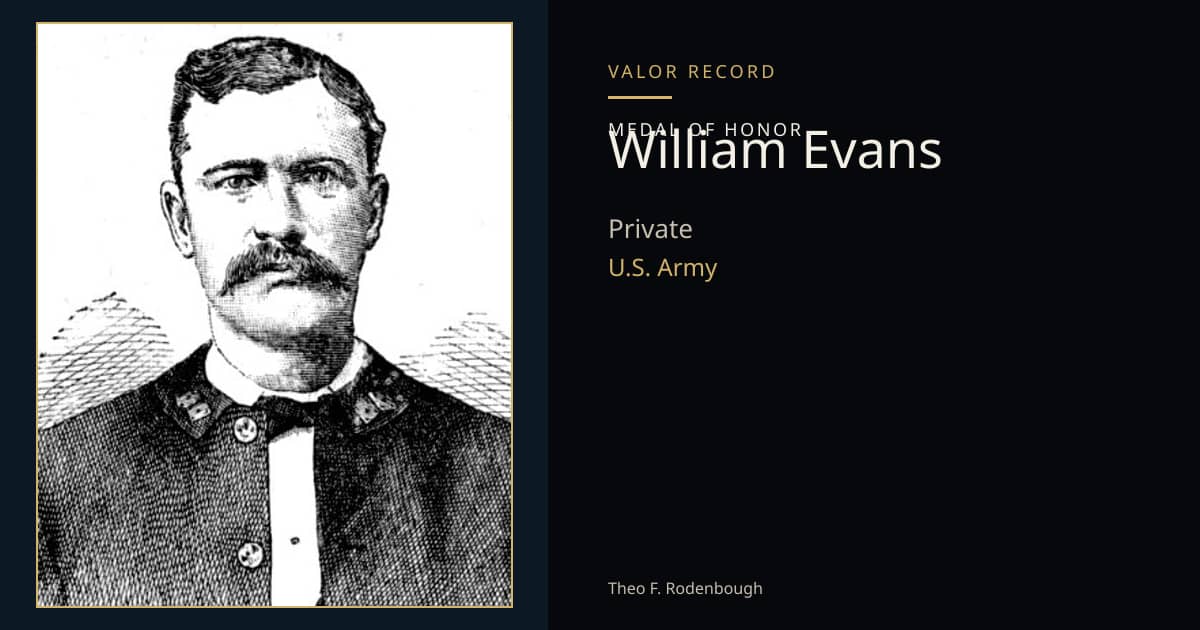 VALOR RECORD
MEDAL OF HONOR
William Evans
Private
U.S. Army
Theo F. Rodenbough